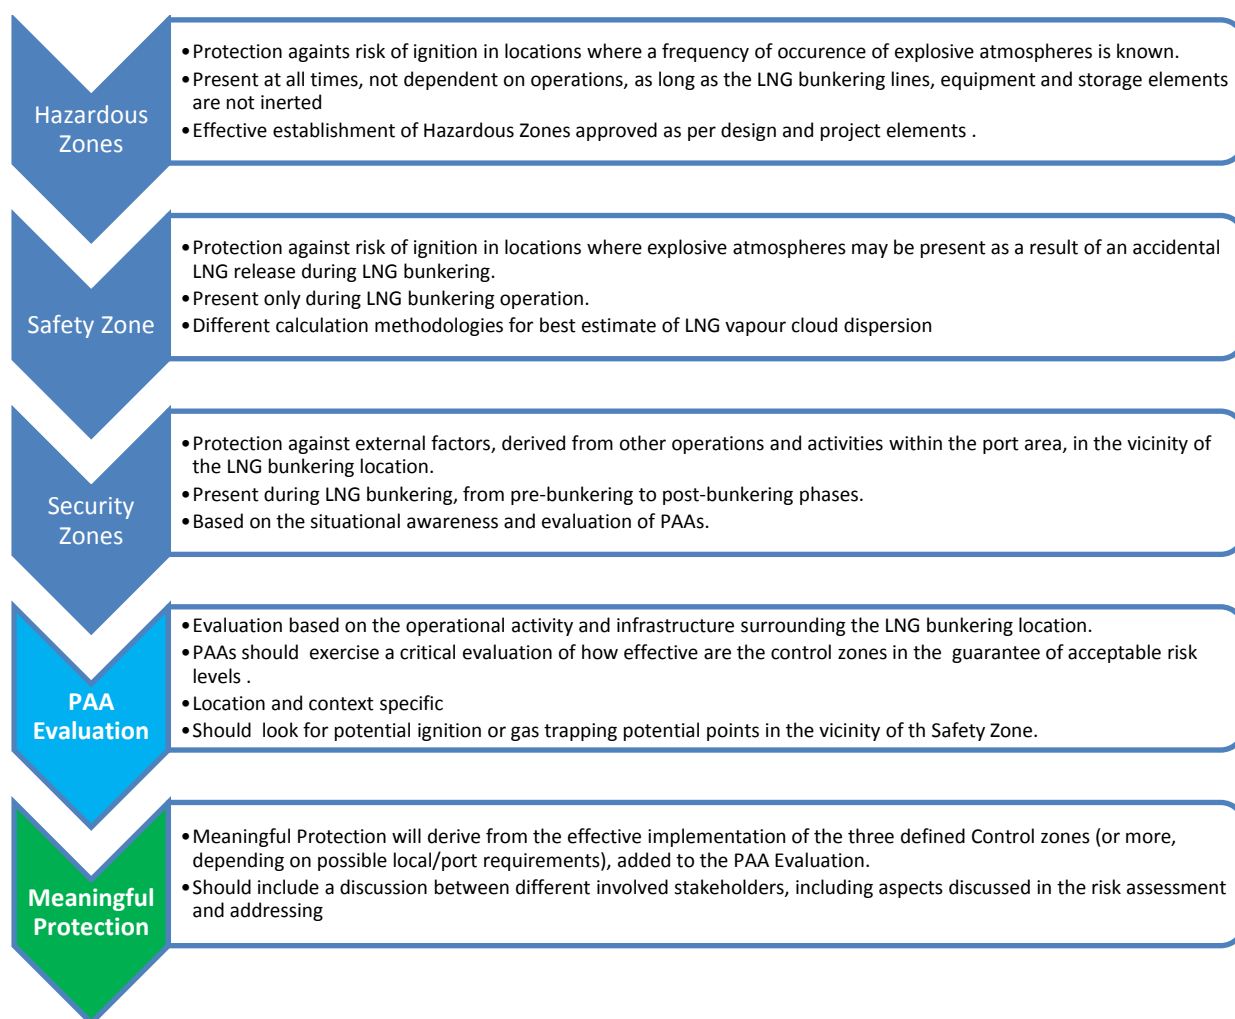 Hazardous
Zones
•Protection againts risk of ignition in locations where a frequency of occurence of explosive atmospheres is known.
•Present at all times, not dependent on operations, as long as the LNG bunkering lines, equipment and storage elements
are not inerted
•Effective establishment of Hazardous Zones approved as per design and project elements .
Safety Zone
•Protection against risk of ignition in locations where explosive atmospheres may be present as a result of an accidental
LNG release during LNG bunkering.
•Present only during LNG bunkering operation.
•Different calculation methodologies for best estimate of LNG vapour cloud dispersion
Security
Zones
•Protection against external factors, derived from other operations and activities within the port area, in the vicinity of
the LNG bunkering location.
•Present during LNG bunkering, from pre-bunkering to post-bunkering phases.
•Based on the situational awareness and evaluation of PAAs.
PAA
Evaluation
•Evaluation based on the operational activity and infrastructure surrounding the LNG bunkering location.
•PAAs should  exercise a critical evaluation of how effective are the control zones in the  guarantee of acceptable risk
levels .
•Location and context specific
•Should  look for potential ignition or gas trapping potential points in the vicinity of th Safety Zone.
Meaningful
Protection
•Meaningful Protection will derive from the effective implementation of the three defined Control zones (or more,
depending on possible local/port requirements), added to the PAA Evaluation.
•Should include a discussion between different involved stakeholders, including aspects discussed in the risk assessment
and addressing